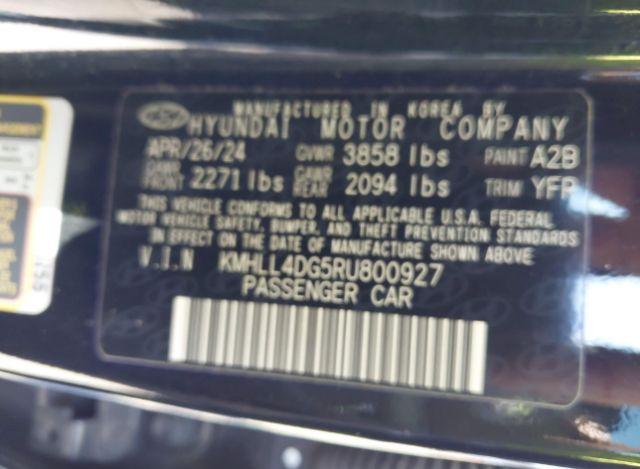 MANUFACTURED IN KOREA BY
HYUNDAI MOTOR COMPANY
APR/26/24 GVWR 3858 lbs PAINT A2B
GAWR FRONT 2271 lbs GAWR REAR 2094 lbs TRIM YFR
THIS VEHICLE CONFORMS TO ALL APPLICABLE U.S.A. FEDERAL
MOTOR VEHICLE SAFETY, BUMPER, AND THEFT PREVENTION STANDARDS
IN EFFECT ON THE DATE OF MANUFACTURE SHOWN ABOVE.
V.I.N KMHLL4DG5RU800927
PASSENGER CAR